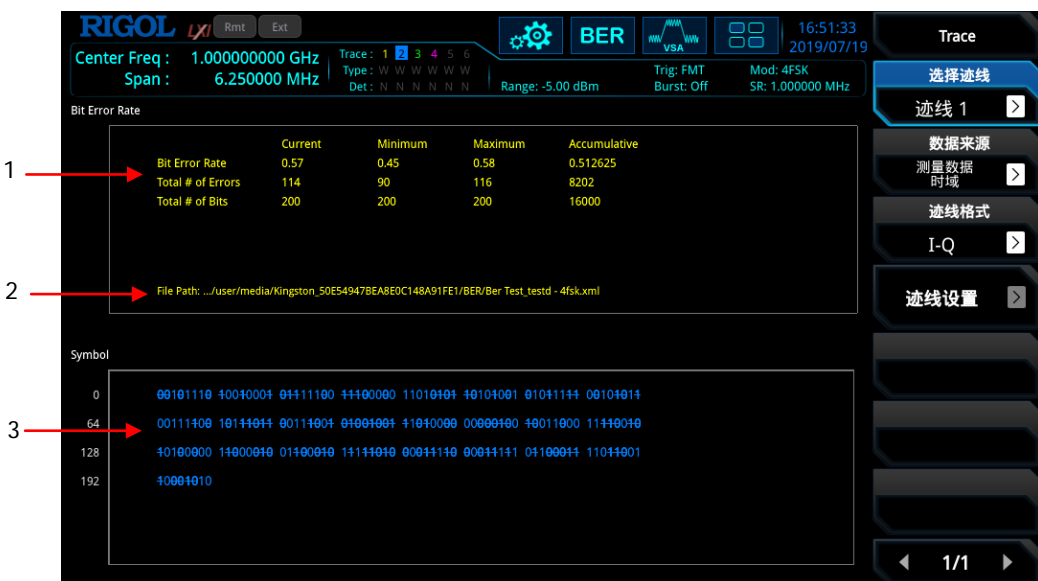 RIGOL LXI Rmt Ext BER VSA 16:51:33
2019/07/19
Center Freq : 1.000000000 GHz
Span : 6.250000 MHz
Trace : 1 2 3 4 5 6
Type : W W W W W W
Det : N N N N N N
Range: -5.00 dBm
Trig: FMT
Burst: Off
Mod: 4FSK
SR: 1.000000 MHz
Bit Error Rate
Current Minimum Maximum Accumulative
1
Bit Error Rate 0.57 0.45 0.58 0.512625
Total # of Errors 114 90 116 8202
Total # of Bits 200 200 200 16000
2
File Path: .../user/media/Kingston_50E54947BEA8E0C148A91FE1/BER/Ber Test_testd - 4fsk.xml
Symbol
0 00101110 10010001 01111100 11100000 11010101 10101001 01011111 00101011
3
64 00111100 10111011 00111001 01001001 11010000 00000100 10011000 11110010
128 10100000 11000010 01100010 11111010 00011110 00011111 01100011 11011001
192 10001010
Trace
选择迹线
迹线 1
数据来源
测量数据
时域
迹线格式
I-Q
迹线设置
1/1